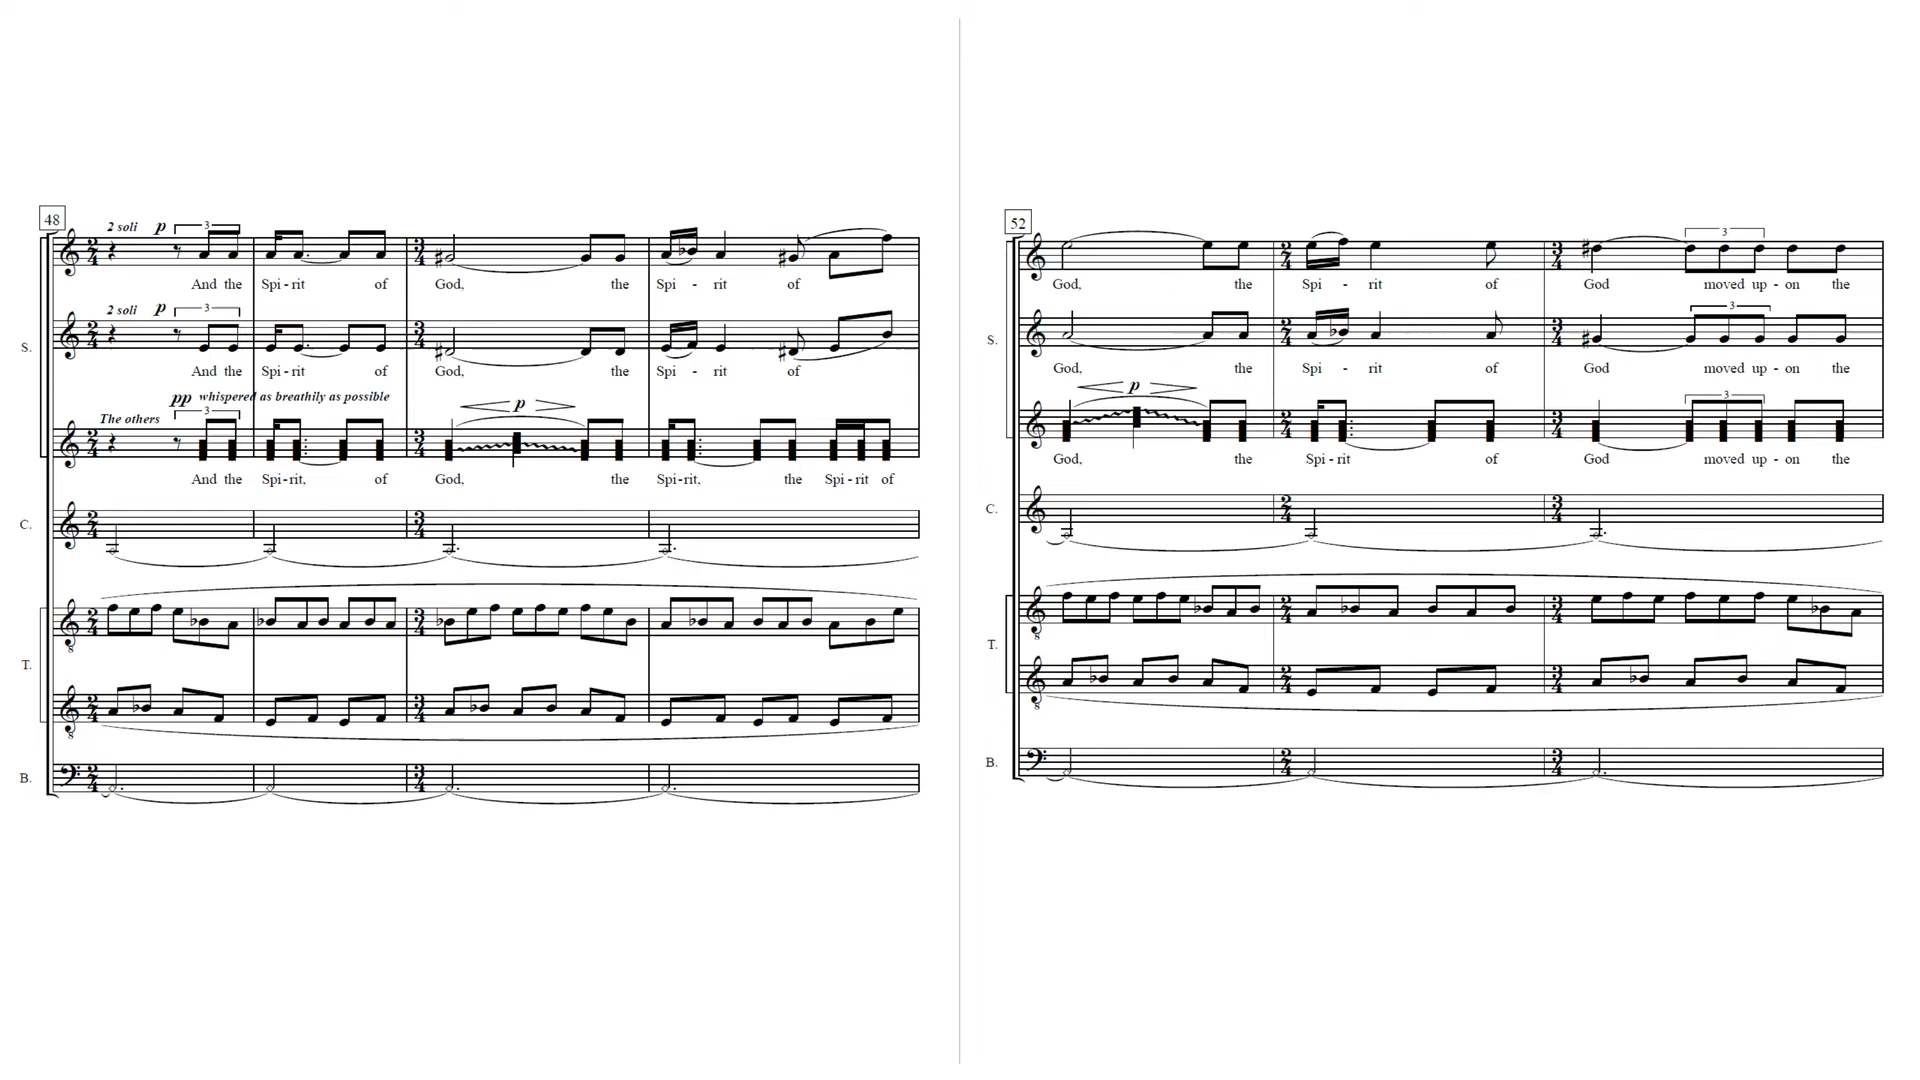 48
2 soli p 3
And the Spi - rit of God, the Spi - rit of
2 soli p 3
S.
And the Spi - rit of God, the Spi - rit of
pp whispered as breathily as possible
The others 3 p
And the Spi - rit, of God, the Spi - rit, the Spi - rit of
C.
T.
B.
52
3
God, the Spi - rit of God moved up - on the
3
S.
God, the Spi - rit of God moved up - on the
p 3
God, the Spi - rit of God moved up - on the
C.
T.
B.